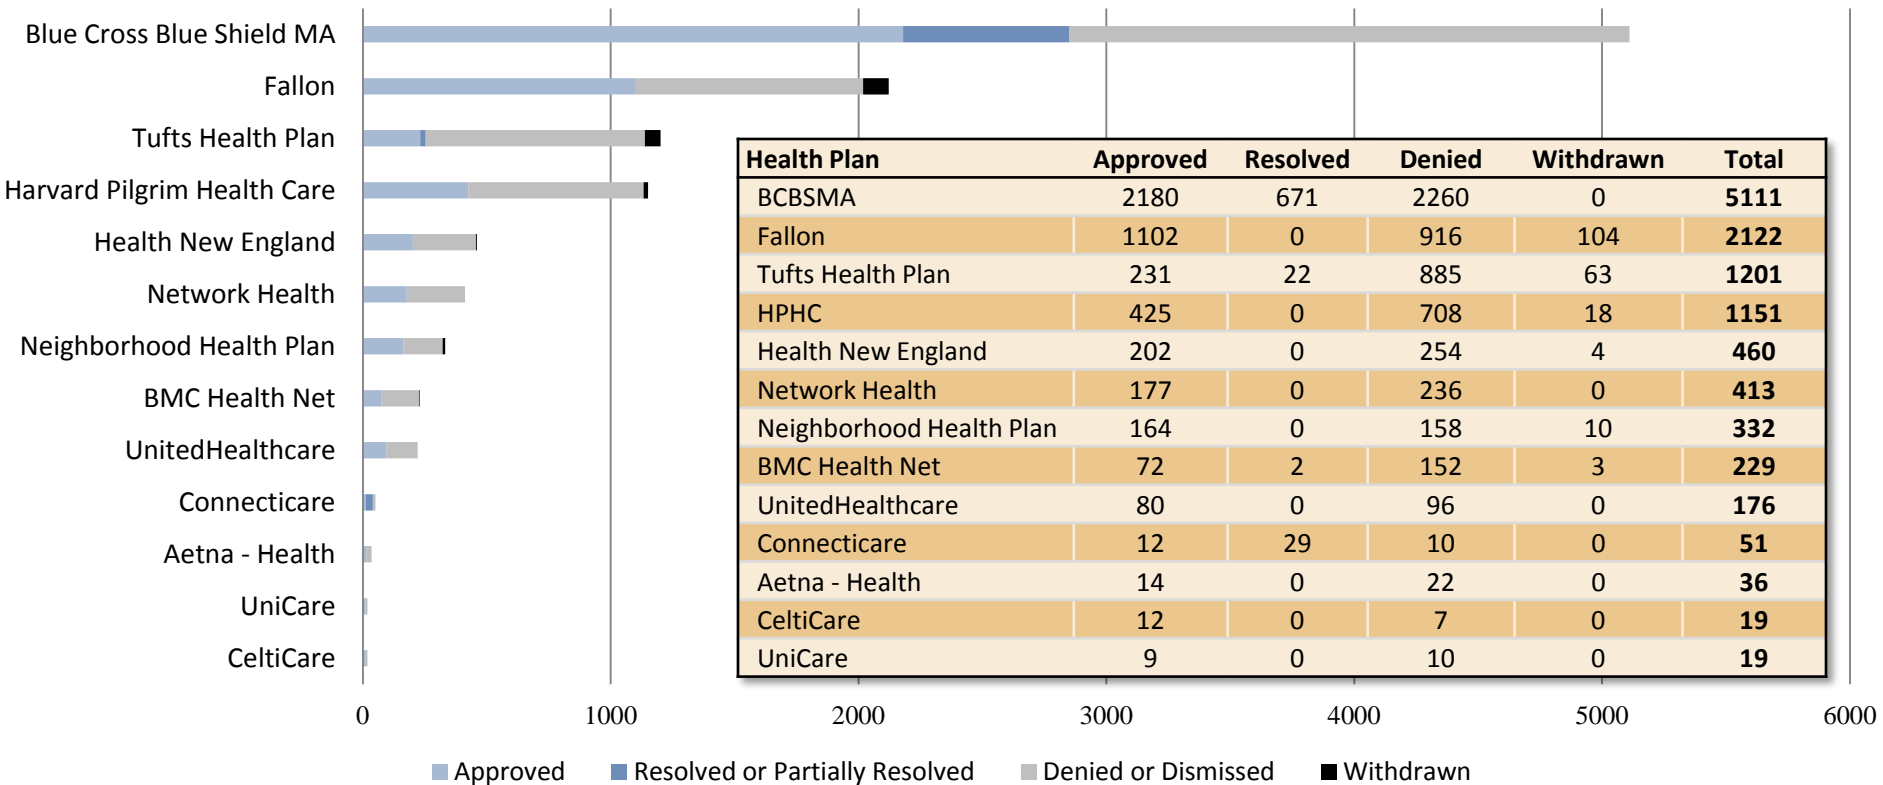 Blue Cross Blue Shield MA
Fallon
Tufts Health Plan
Harvard Pilgrim Health Care
Health New England
Network Health
Neighborhood Health Plan
BMC Health Net
UnitedHealthcare
Connecticare
Aetna - Health
UniCare
CeltiCare
Health Plan Approved Resolved Denied Withdrawn Total
BCBSMA 2180 671 2260 0 5111
Fallon 1102 0 916 104 2122
Tufts Health Plan 231 22 885 63 1201
HPHC 425 0 708 18 1151
Health New England 202 0 254 4 460
Network Health 177 0 236 0 413
Neighborhood Health Plan 164 0 158 10 332
BMC Health Net 72 2 152 3 229
UnitedHealthcare 80 0 96 0 176
Connecticare 12 29 10 0 51
Aetna - Health 14 0 22 0 36
CeltiCare 12 0 7 0 19
UniCare 9 0 10 0 19
0 1000 2000 3000 4000 5000 6000
Approved Resolved or Partially Resolved Denied or Dismissed Withdrawn